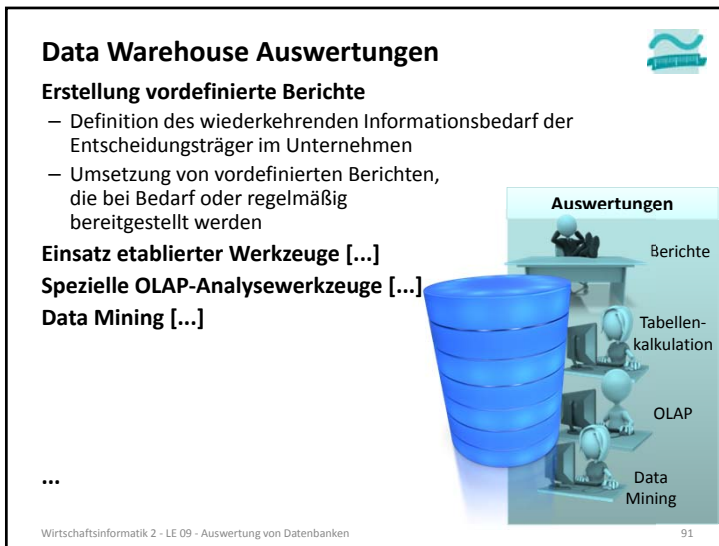 Data Warehouse Auswertungen
Erstellung vordefinierte Berichte
– Definition des wiederkehrenden Informationsbedarf der
Entscheidungsträger im Unternehmen
– Umsetzung von vordefinierten Berichten,
die bei Bedarf oder regelmäßig
bereitgestellt werden
Einsatz etablierter Werkzeuge [...]
Spezielle OLAP-Analysewerkzeuge [...]
Data Mining [...]
...
Auswertungen
Berichte
Tabellen-
kalkulation
OLAP
Data
Mining
Wirtschaftsinformatik 2 - LE 09 - Auswertung von Datenbanken
91